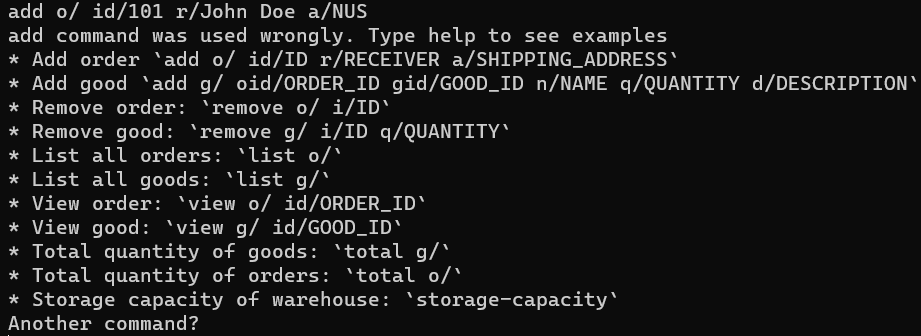 add o/ id/101 r/John Doe a/NUS
add command was used wrongly. Type help to see examples
* Add order `add o/ id/ID r/RECEIVER a/SHIPPING_ADDRESS`
* Add good `add g/ oid/ORDER_ID gid/GOOD_ID n/NAME q/QUANTITY d/DESCRIPTION`
* Remove order: `remove o/ i/ID`
* Remove good: `remove g/ i/ID q/QUANTITY`
* List all orders: `list o/`
* List all goods: `list g/`
* View order: `view o/ id/ORDER_ID`
* View good: `view g/ id/GOOD_ID`
* Total quantity of goods: `total g/`
* Total quantity of orders: `total o/`
* Storage capacity of warehouse: `storage-capacity`
Another command?